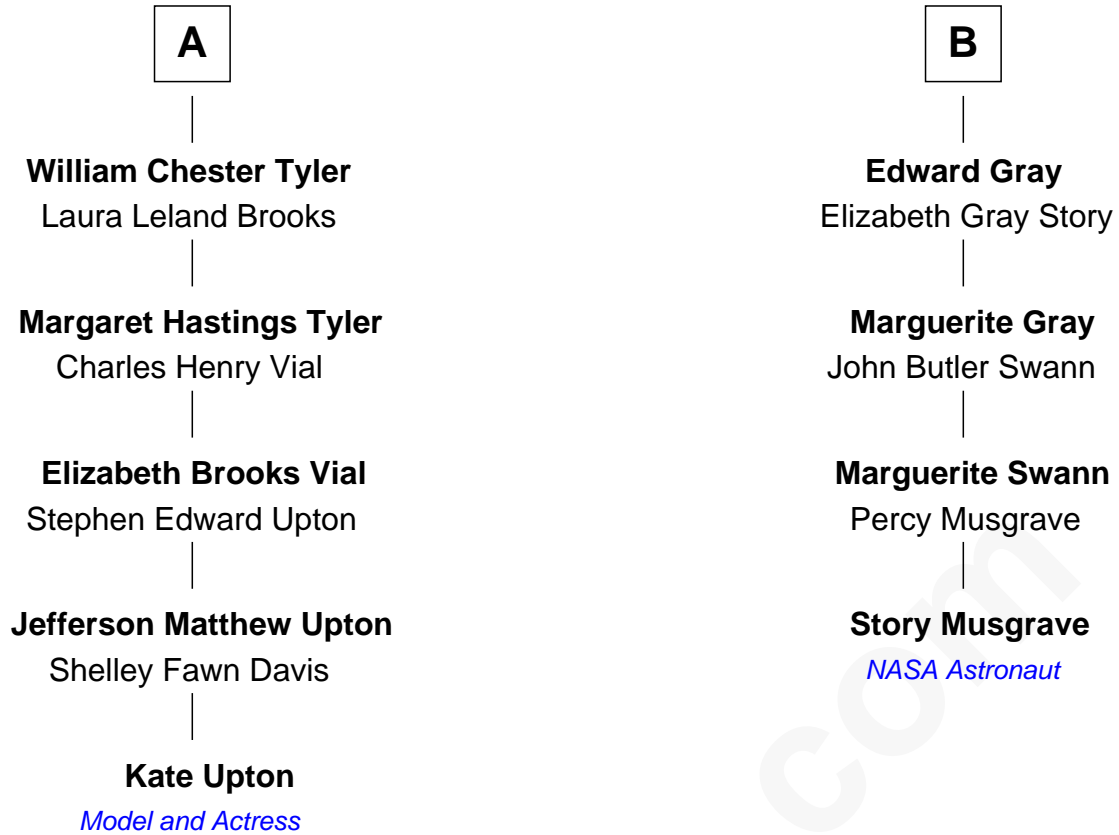 A
William Chester Tyler
Laura Leland Brooks
Margaret Hastings Tyler
Charles Henry Vial
Elizabeth Brooks Vial
Stephen Edward Upton
Jefferson Matthew Upton
Shelley Fawn Davis
Kate Upton
Model and Actress
B
Edward Gray
Elizabeth Gray Story
Marguerite Gray
John Butler Swann
Marguerite Swann
Percy Musgrave
Story Musgrave
NASA Astronaut
com